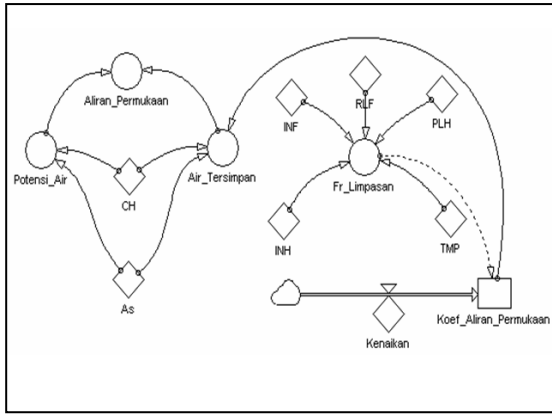 Aliran_Permukaan
INF
RLF
PLH
Potensi_Air
CH
Air_Tersimpan
Fr_Limpasan
INH
TMP
As
Koef_Aliran_Permukaan
Kenaikan